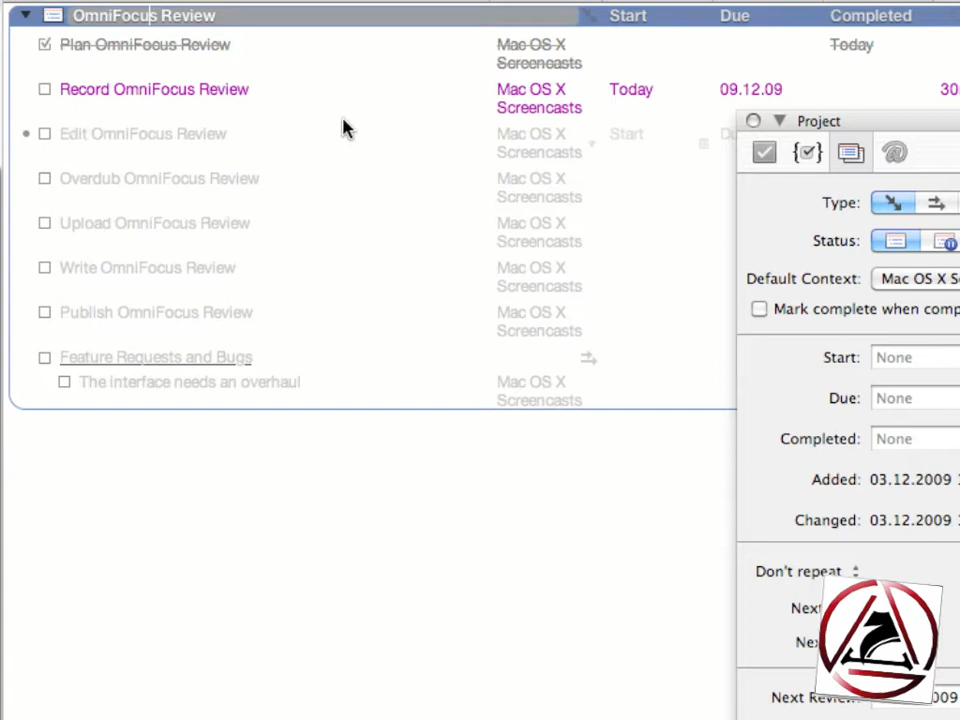 OmniFocus Review Start Due Completed
Plan OmniFocus Review Mac OS X Screencasts Today
Record OmniFocus Review Mac OS X Screencasts Today 09.12.09 30
Edit OmniFocus Review Mac OS X Screencasts Start
Overdub OmniFocus Review Mac OS X Screencasts
Upload OmniFocus Review Mac OS X Screencasts
Write OmniFocus Review Mac OS X Screencasts
Publish OmniFocus Review Mac OS X Screencasts
Feature Requests and Bugs
The interface needs an overhaul Mac OS X Screencasts
Project
Type:
Status:
Default Context: Mac OS X
Mark complete when
Start: None
Due: None
Completed: None
Added: 03.12.2009
Changed: 03.12.2009
Don't repeat
Next
Next